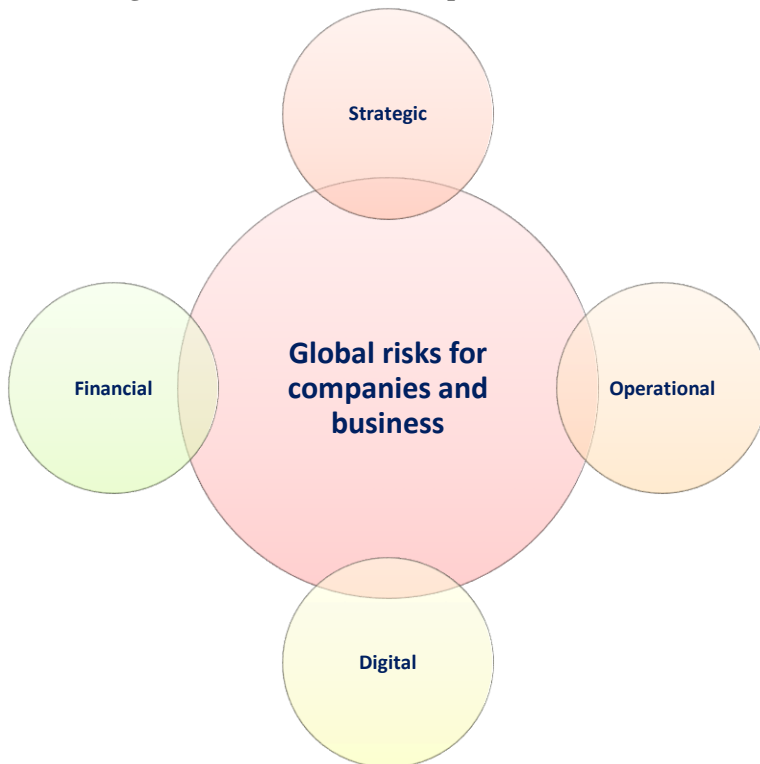 Strategic
Global risks for
companies and
business
Financial
Operational
Digital